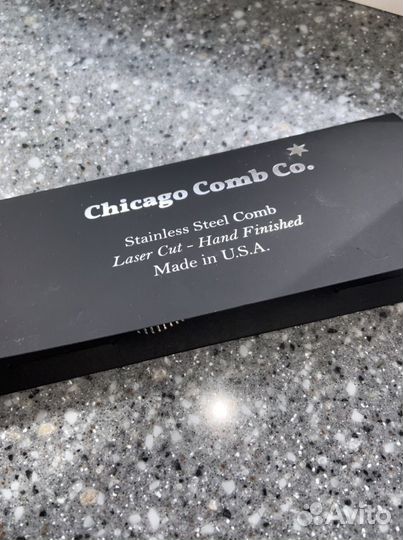 Chicago Comb Co.
Stainless Steel Comb
Laser Cut - Hand Finished
Made in U.S.A.
Avito